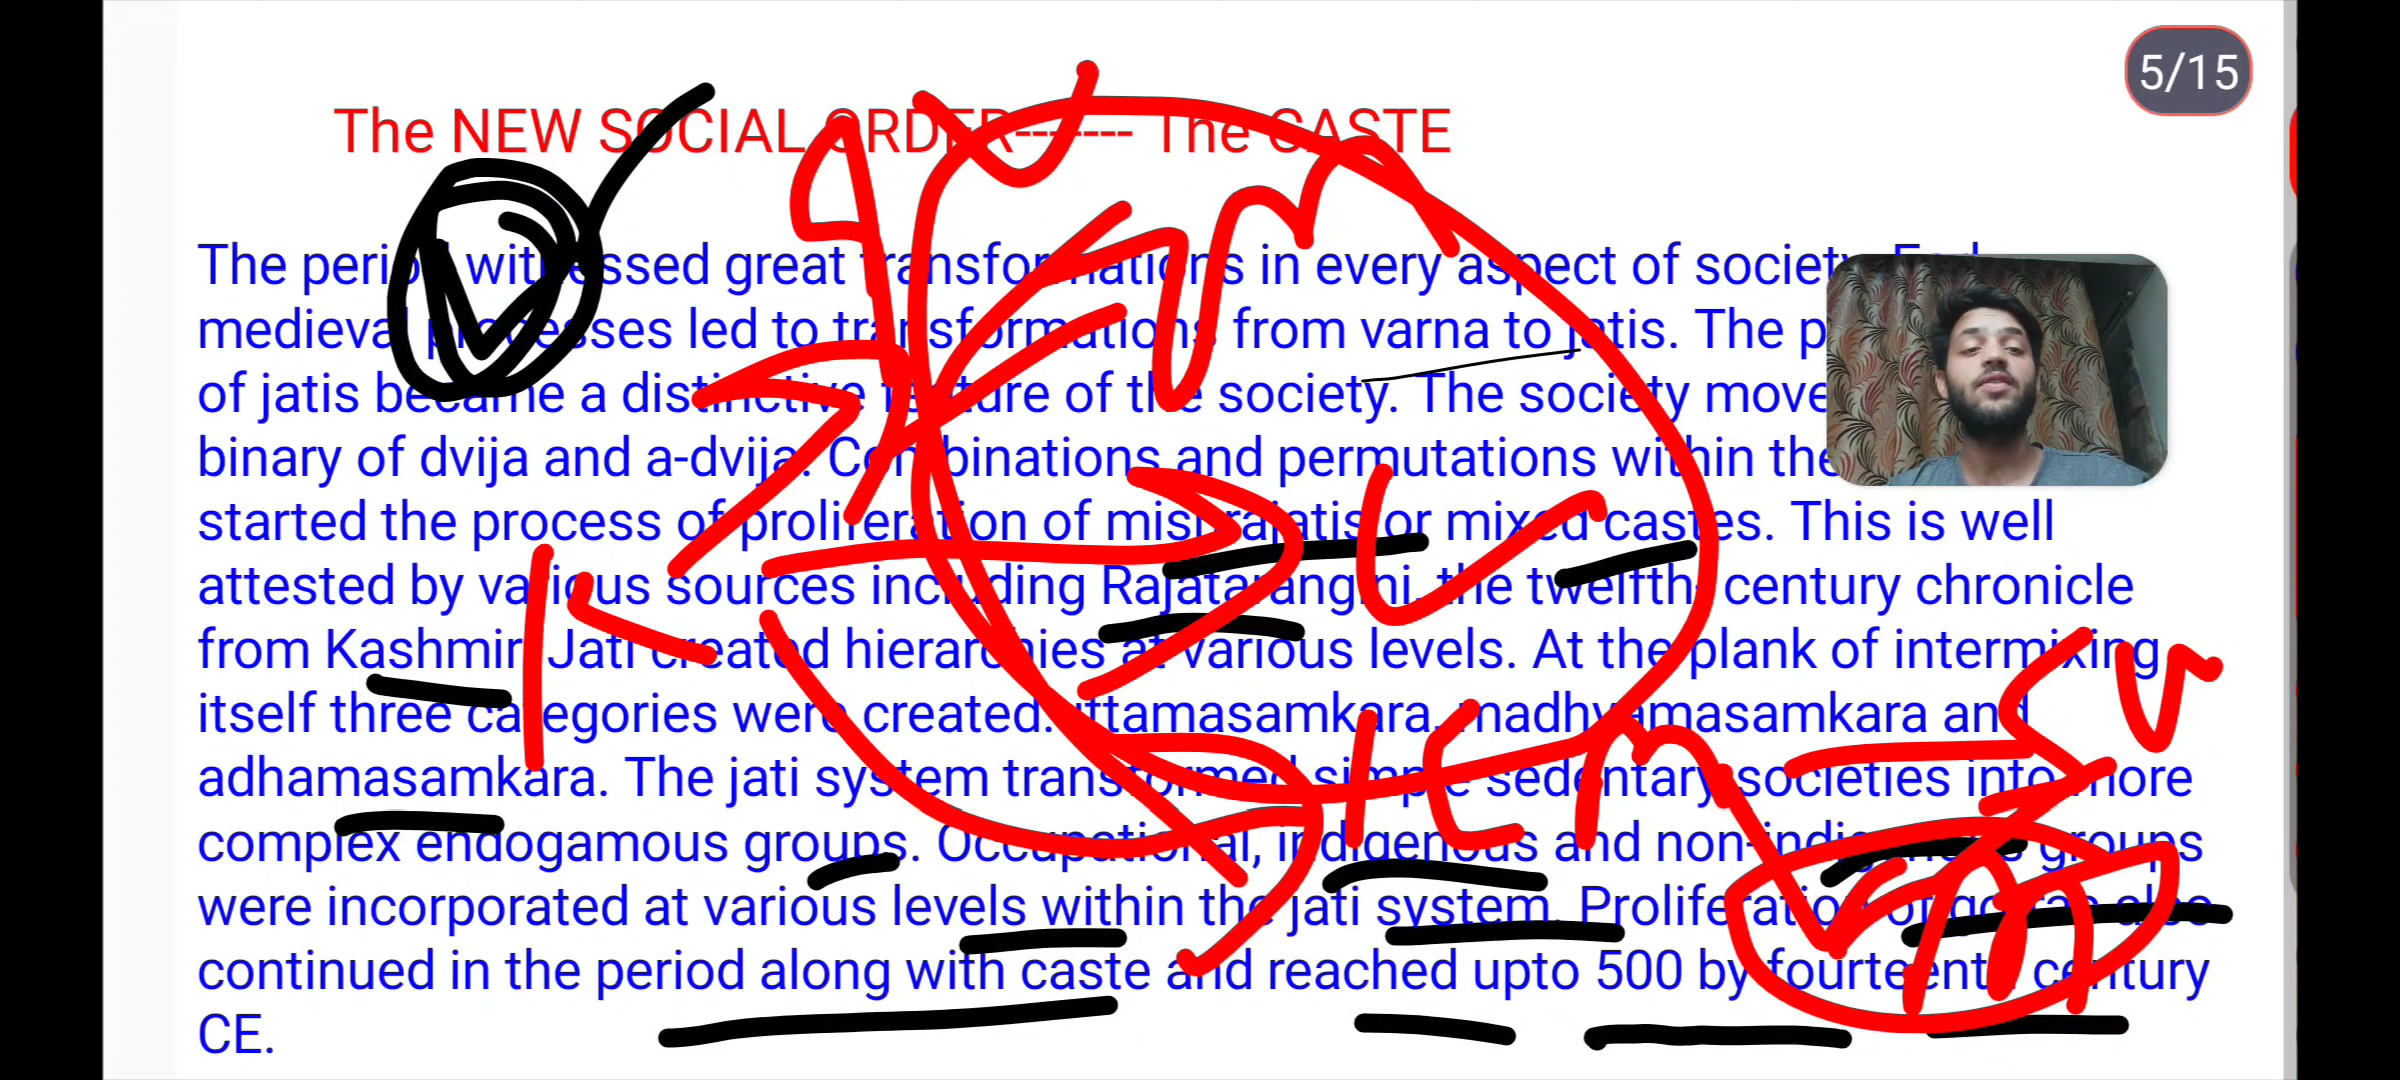 5/15
The NEW SOCIAL ORDER------- The CASTE
The period witnessed great transformations in every aspect of society. Early
medieval processes led to transformations from varna to jatis. The
of jatis became a distinctive feature of the society. The society
binary of dvija and a-dvija. Combinations and permutations within the
started the process of proliferation of misrajatis or mixed castes. This is well
attested by various sources including Rajatarangini, the twelfth century chronicle
from Kashmir. Jati created hierarchies at various levels. At the plank of intermixing
itself three categories were created: uttamasamkara, madhyamasamkara and
adhamasamkara. The jati system transformed simple sedentary societies into more
complex endogamous groups. Occupational, indigenous and non-indigenous groups
were incorporated at various levels within the jati system. Proliferation of gotras also
continued in the period along with caste and reached upto 500 by fourteenth century
CE.